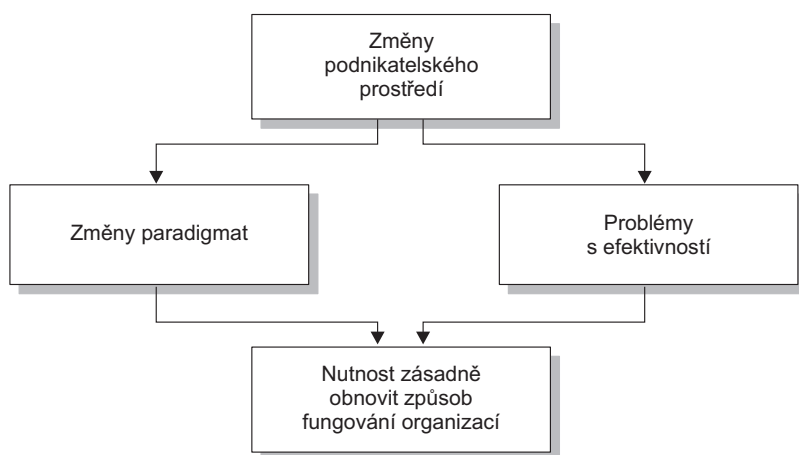 Změny
podnikatelského
prostředí
Změny paradigmat
Problémy
s efektivností
Nutnost zásadně
obnovit způsob
fungování organizací